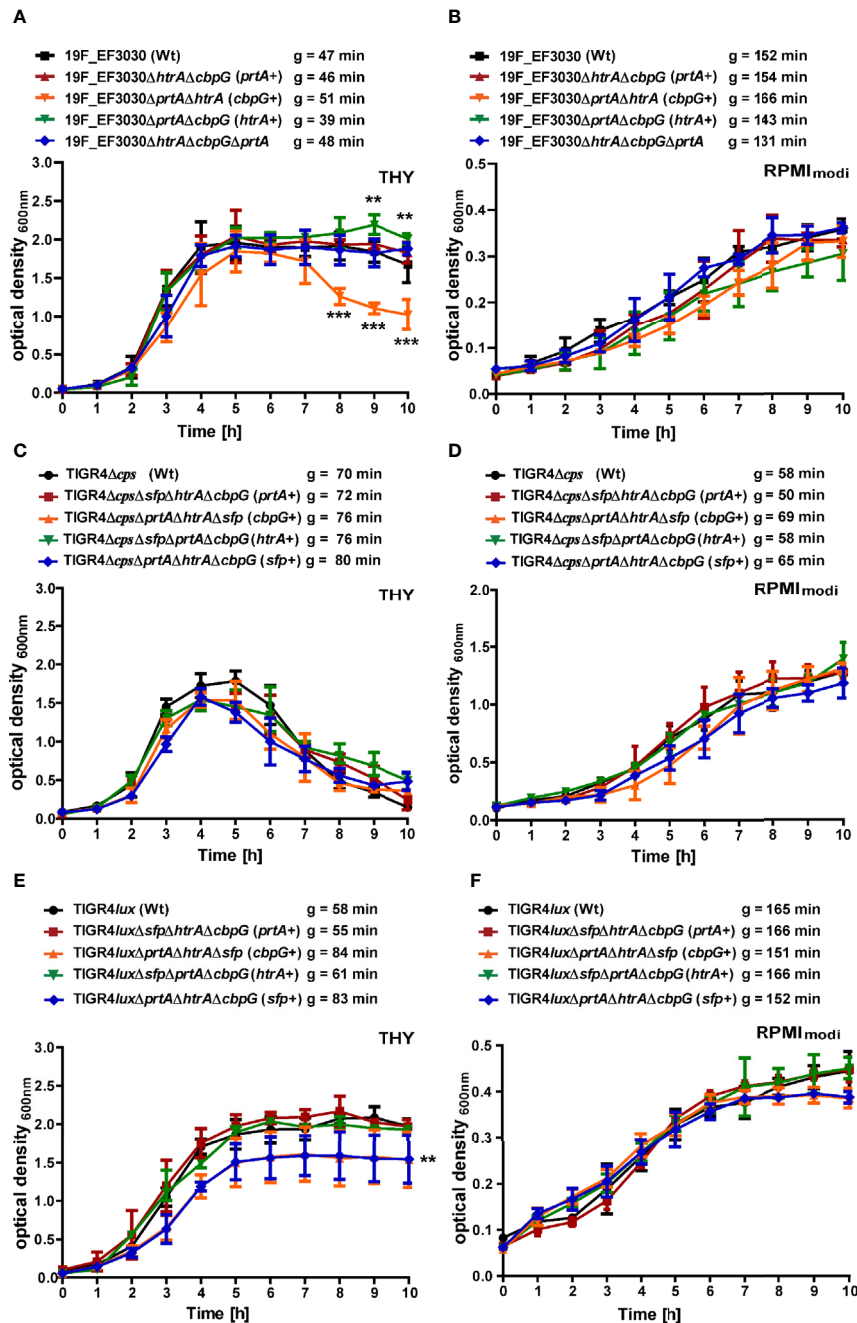 A
19F_EF3030 (Wt) g = 47 min
19F_EF3030ΔhtrAΔcbpG (prtA+) g = 46 min
19F_EF3030ΔprtAΔhtrA (cbpG+) g = 51 min
19F_EF3030ΔprtAΔcbpG (htrA+) g = 39 min
19F_EF3030ΔhtrAΔcbpGΔprtA g = 48 min
THY
optical density 600nm
3.0
2.5
2.0
1.5
1.0
0.5
0.0
** **
*** *** ***
0 1 2 3 4 5 6 7 8 9 10
Time [h]
B
19F_EF3030 (Wt) g = 152 min
19F_EF3030ΔhtrAΔcbpG (prtA+) g = 154 min
19F_EF3030ΔprtAΔhtrA (cbpG+) g = 166 min
19F_EF3030ΔprtAΔcbpG (htrA+) g = 143 min
19F_EF3030ΔhtrAΔcbpGΔprtA g = 131 min
RPMImodi
optical density 600nm
0.5
0.4
0.3
0.2
0.1
0.0
0 1 2 3 4 5 6 7 8 9 10
Time [h]
C
TIGR4Δcps (Wt) g = 70 min
TIGR4ΔcpsΔsfpΔhtrAΔcbpG (prtA+) g = 72 min
TIGR4ΔcpsΔprtAΔhtrAΔsfp (cbpG+) g = 76 min
TIGR4ΔcpsΔsfpΔprtAΔcbpG (htrA+) g = 76 min
TIGR4ΔcpsΔprtAΔhtrAΔcbpG (sfp+) g = 80 min
THY
optical density 600nm
3.0
2.5
2.0
1.5
1.0
0.5
0.0
0 1 2 3 4 5 6 7 8 9 10
Time [h]
D
TIGR4Δcps (Wt) g = 58 min
TIGR4ΔcpsΔsfpΔhtrAΔcbpG (prtA+) g = 50 min
TIGR4ΔcpsΔprtAΔhtrAΔsfp (cbpG+) g = 69 min
TIGR4ΔcpsΔsfpΔprtAΔcbpG (htrA+) g = 58 min
TIGR4ΔcpsΔprtAΔhtrAΔcbpG (sfp+) g = 65 min
RPMImodi
optical density 600nm
2.0
1.5
1.0
0.5
0.0
0 1 2 3 4 5 6 7 8 9 10
Time [h]
E
TIGR4lux (Wt) g = 58 min
TIGR4luxΔsfpΔhtrAΔcbpG (prtA+) g = 55 min
TIGR4luxΔprtAΔhtrAΔsfp (cbpG+) g = 84 min
TIGR4luxΔsfpΔprtAΔcbpG (htrA+) g = 61 min
TIGR4luxΔprtAΔhtrAΔcbpG (sfp+) g = 83 min
THY
optical density 600nm
3.0
2.5
2.0
1.5
1.0
0.5
0.0
**
0 1 2 3 4 5 6 7 8 9 10
Time [h]
F
TIGR4lux (Wt) g = 165 min
TIGR4luxΔsfpΔhtrAΔcbpG (prtA+) g = 166 min
TIGR4luxΔprtAΔhtrAΔsfp (cbpG+) g = 151 min
TIGR4luxΔsfpΔprtAΔcbpG (htrA+) g = 166 min
TIGR4luxΔprtAΔhtrAΔcbpG (sfp+) g = 152 min
RPMImodi
optical density 600nm
0.5
0.4
0.3
0.2
0.1
0.0
0 1 2 3 4 5 6 7 8 9 10
Time [h]